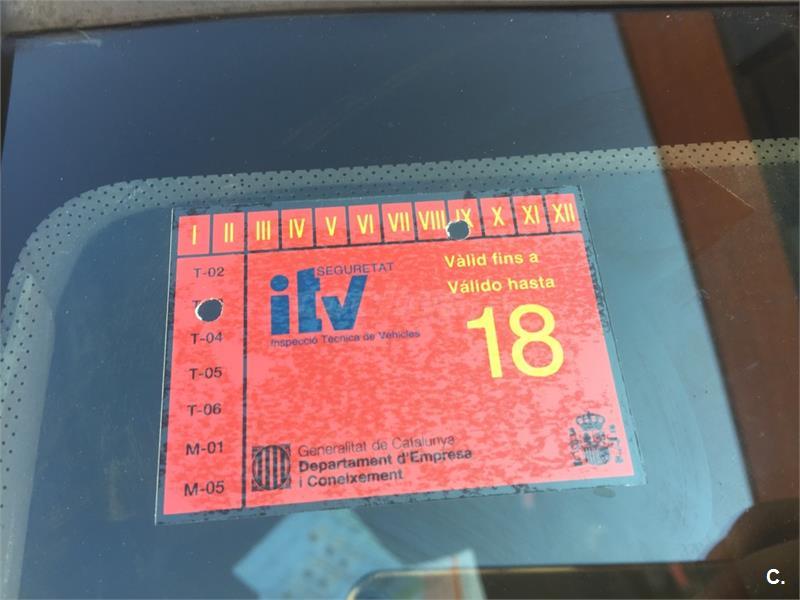 I II III IV V VI VII VIII IX X XI XII
T-02
T-04
T-05
T-06
M-01
M-05
SEGURETAT
itv
Inspecció Tècnica de Vehicles
Vàlid fins a
Válido hasta
18
Generalitat de Catalunya
Departament d'Empresa
i Coneixement
C.